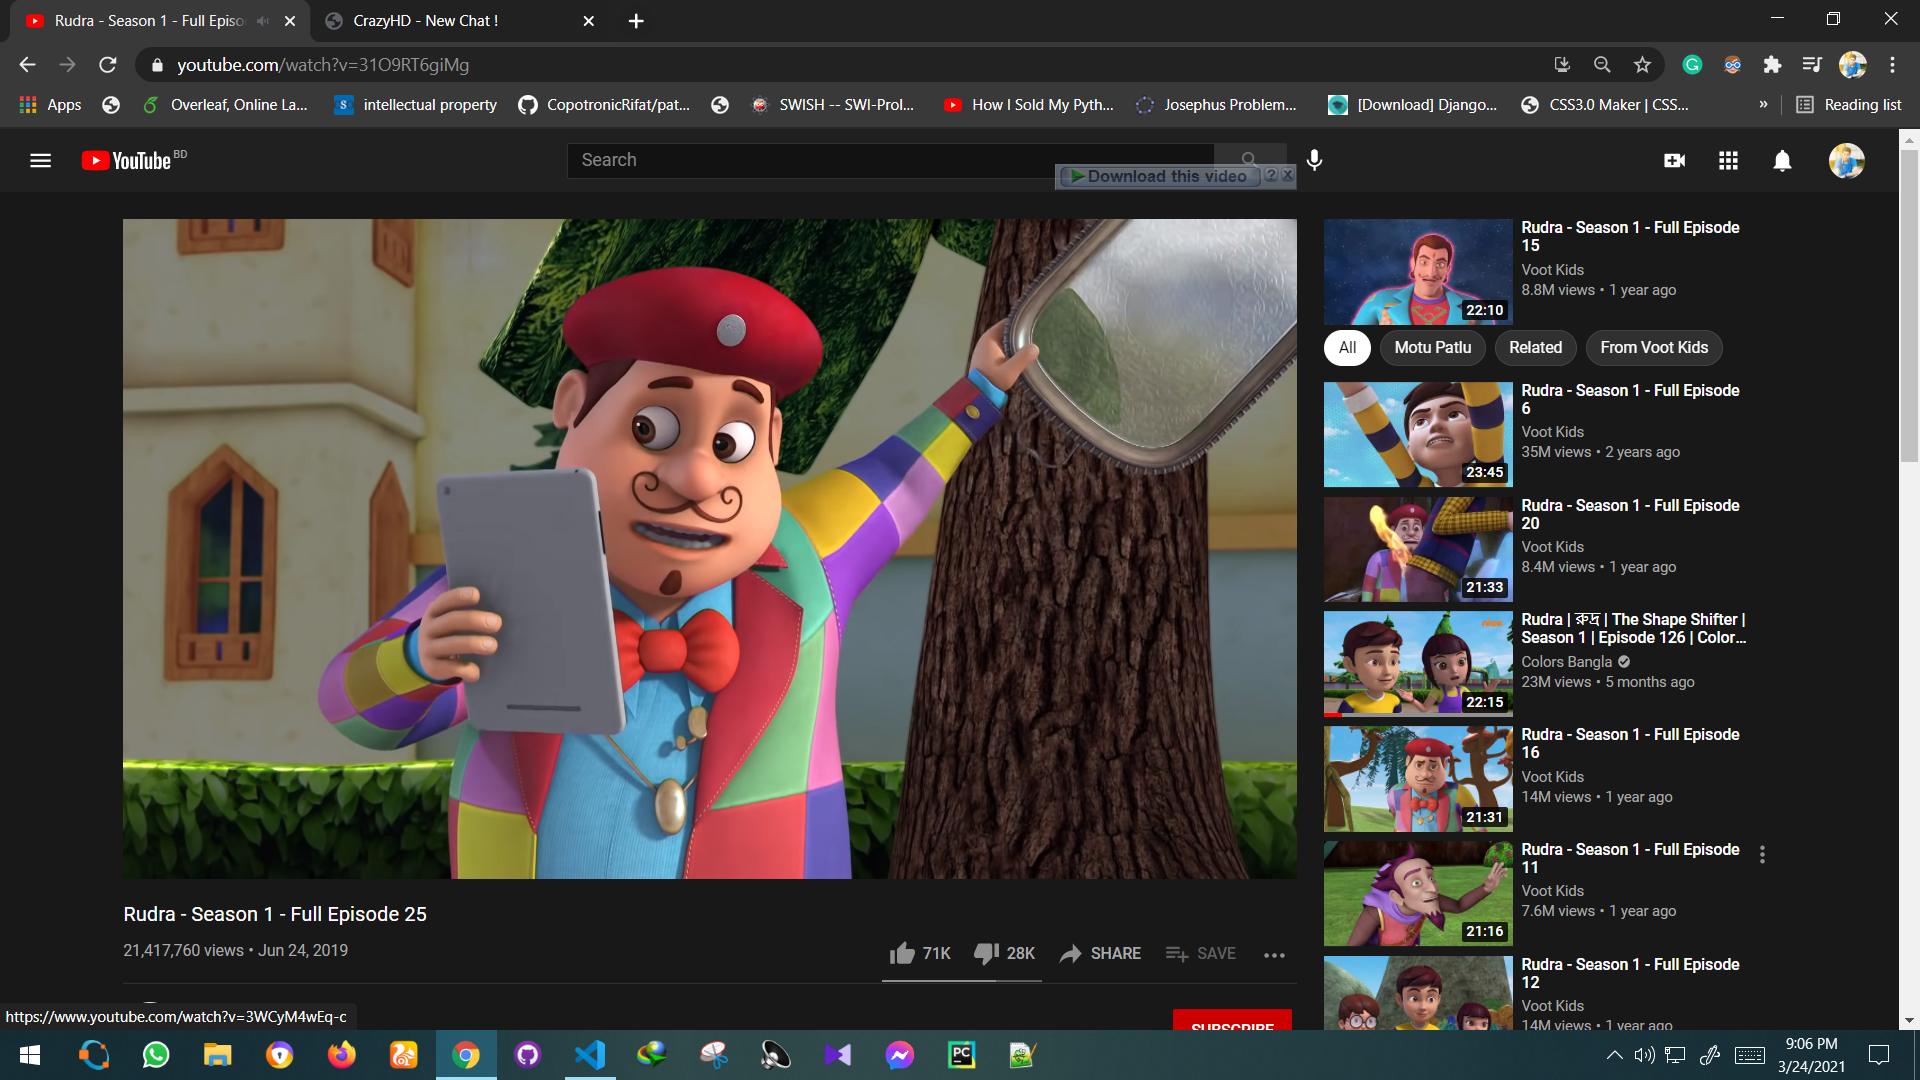 Rudra - Season 1 - Full Episo
CrazyHD - New Chat !
youtube.com/watch?v=31O9RT6giMg
Apps
Overleaf, Online La...
intellectual property
CopotronicRifat/pat...
SWISH -- SWI-Prol...
How I Sold My Pyth...
Josephus Problem...
[Download] Django...
CSS3.0 Maker | CSS...
»
Reading list
YouTube BD
Search
Download this video ? X
Rudra - Season 1 - Full Episode
15
Voot Kids
8.8M views • 1 year ago
22:10
All
Motu Patlu
Related
From Voot Kids
Rudra - Season 1 - Full Episode
6
Voot Kids
35M views • 2 years ago
23:45
Rudra - Season 1 - Full Episode
20
Voot Kids
8.4M views • 1 year ago
21:33
Rudra | রুদ্র | The Shape Shifter |
Season 1 | Episode 126 | Color...
Colors Bangla
23M views • 5 months ago
nick
22:15
Rudra - Season 1 - Full Episode
16
Voot Kids
14M views • 1 year ago
21:31
Rudra - Season 1 - Full Episode
11
Voot Kids
7.6M views • 1 year ago
21:16
Rudra - Season 1 - Full Episode
12
Voot Kids
14M views • 1 year ago
Rudra - Season 1 - Full Episode 25
21,417,760 views • Jun 24, 2019
71K
28K
SHARE
SAVE
SUBSCRIBE
https://www.youtube.com/watch?v=3WCyM4wEq-c
PC
9:06 PM
3/24/2021